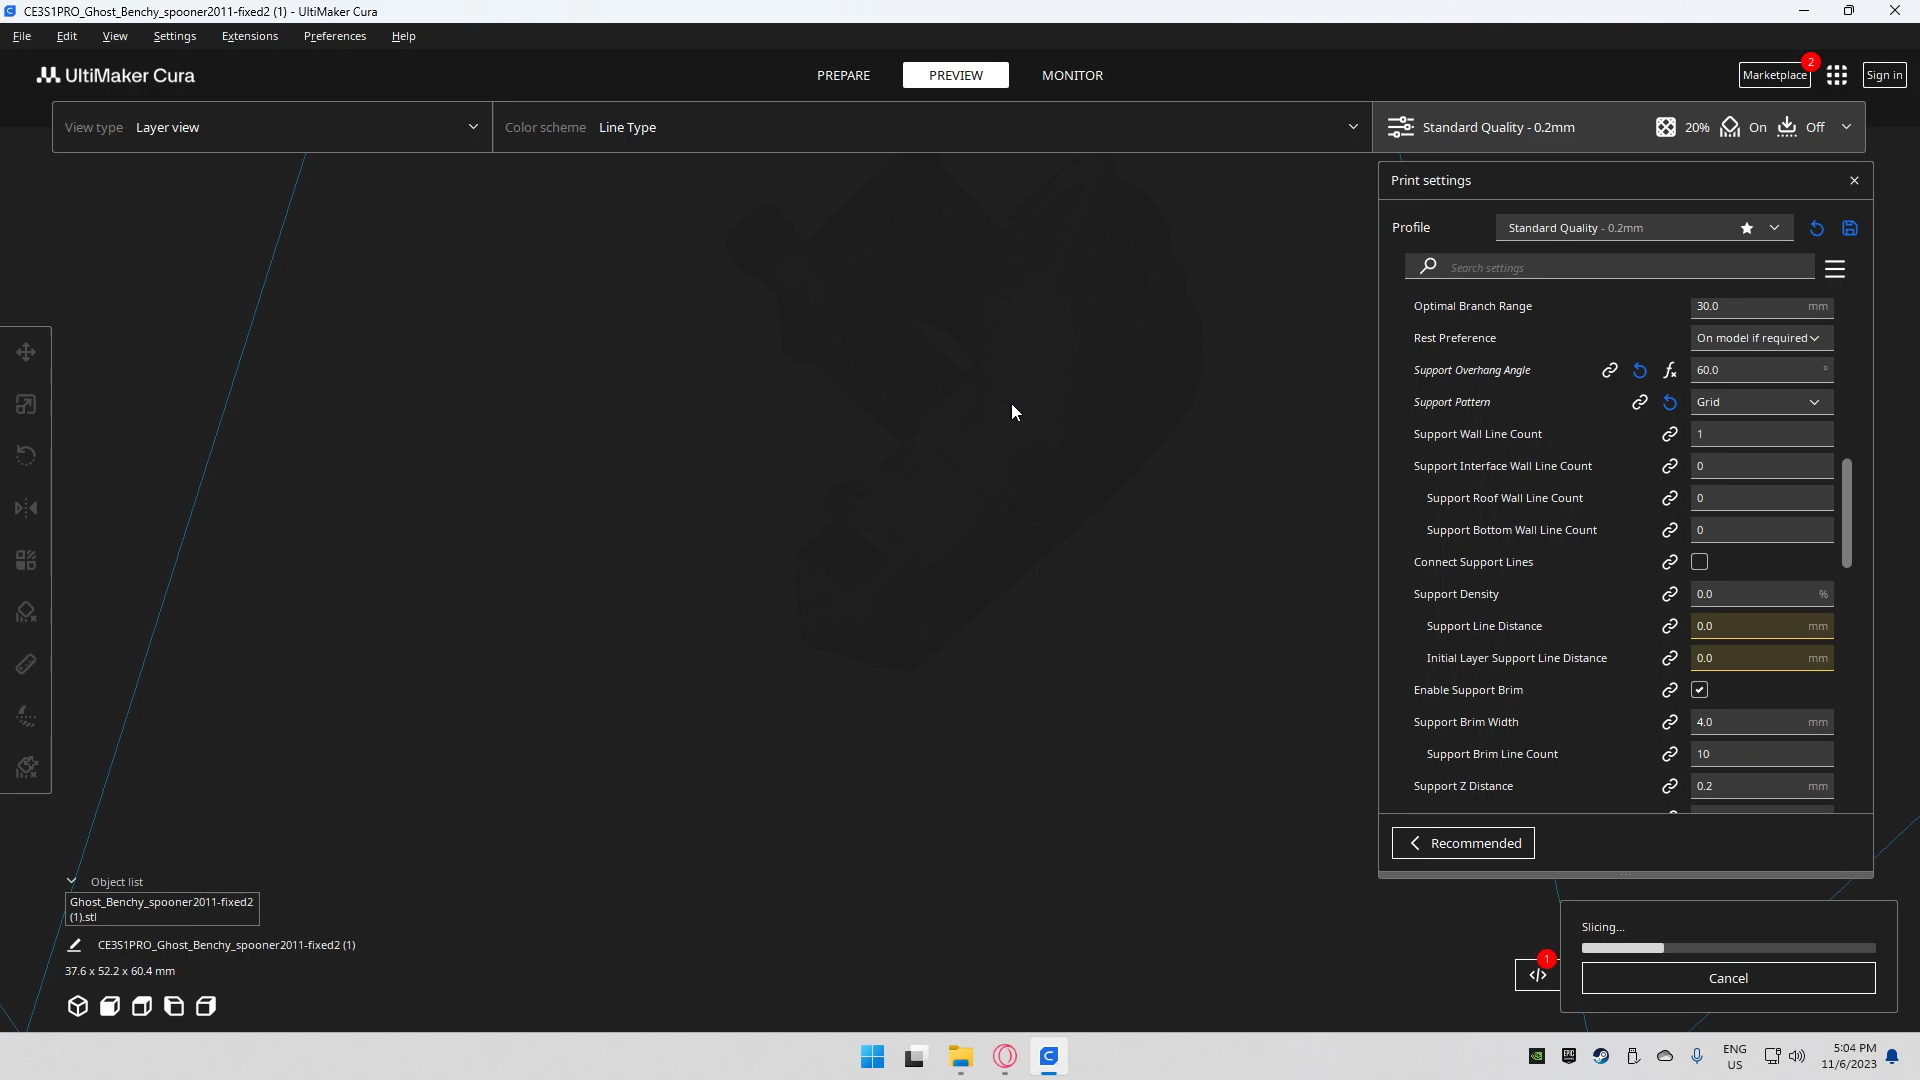 CE3S1PRO_Ghost_Benchy_spooner2011-fixed2 (1) - UltiMaker Cura
File Edit View Settings Extensions Preferences Help
UltiMaker Cura
PREPARE PREVIEW MONITOR
Marketplace 2 Sign in
View type Layer view
Color scheme Line Type
Standard Quality - 0.2mm 20% On Off
Print settings
Profile Standard Quality - 0.2mm
Search settings
Optimal Branch Range 30.0 mm
Rest Preference On model if required
Support Overhang Angle 60.0 °
Support Pattern Grid
Support Wall Line Count 1
Support Interface Wall Line Count 0
Support Roof Wall Line Count 0
Support Bottom Wall Line Count 0
Connect Support Lines
Support Density 0.0 %
Support Line Distance 0.0 mm
Initial Layer Support Line Distance 0.0 mm
Enable Support Brim
Support Brim Width 4.0 mm
Support Brim Line Count 10
Support Z Distance 0.2 mm
Recommended
Object list
Ghost_Benchy_spooner2011-fixed2
(1).stl
CE3S1PRO_Ghost_Benchy_spooner2011-fixed2 (1)
37.6 x 52.2 x 60.4 mm
Slicing...
1
Cancel
ENG
US
5:04 PM
11/6/2023